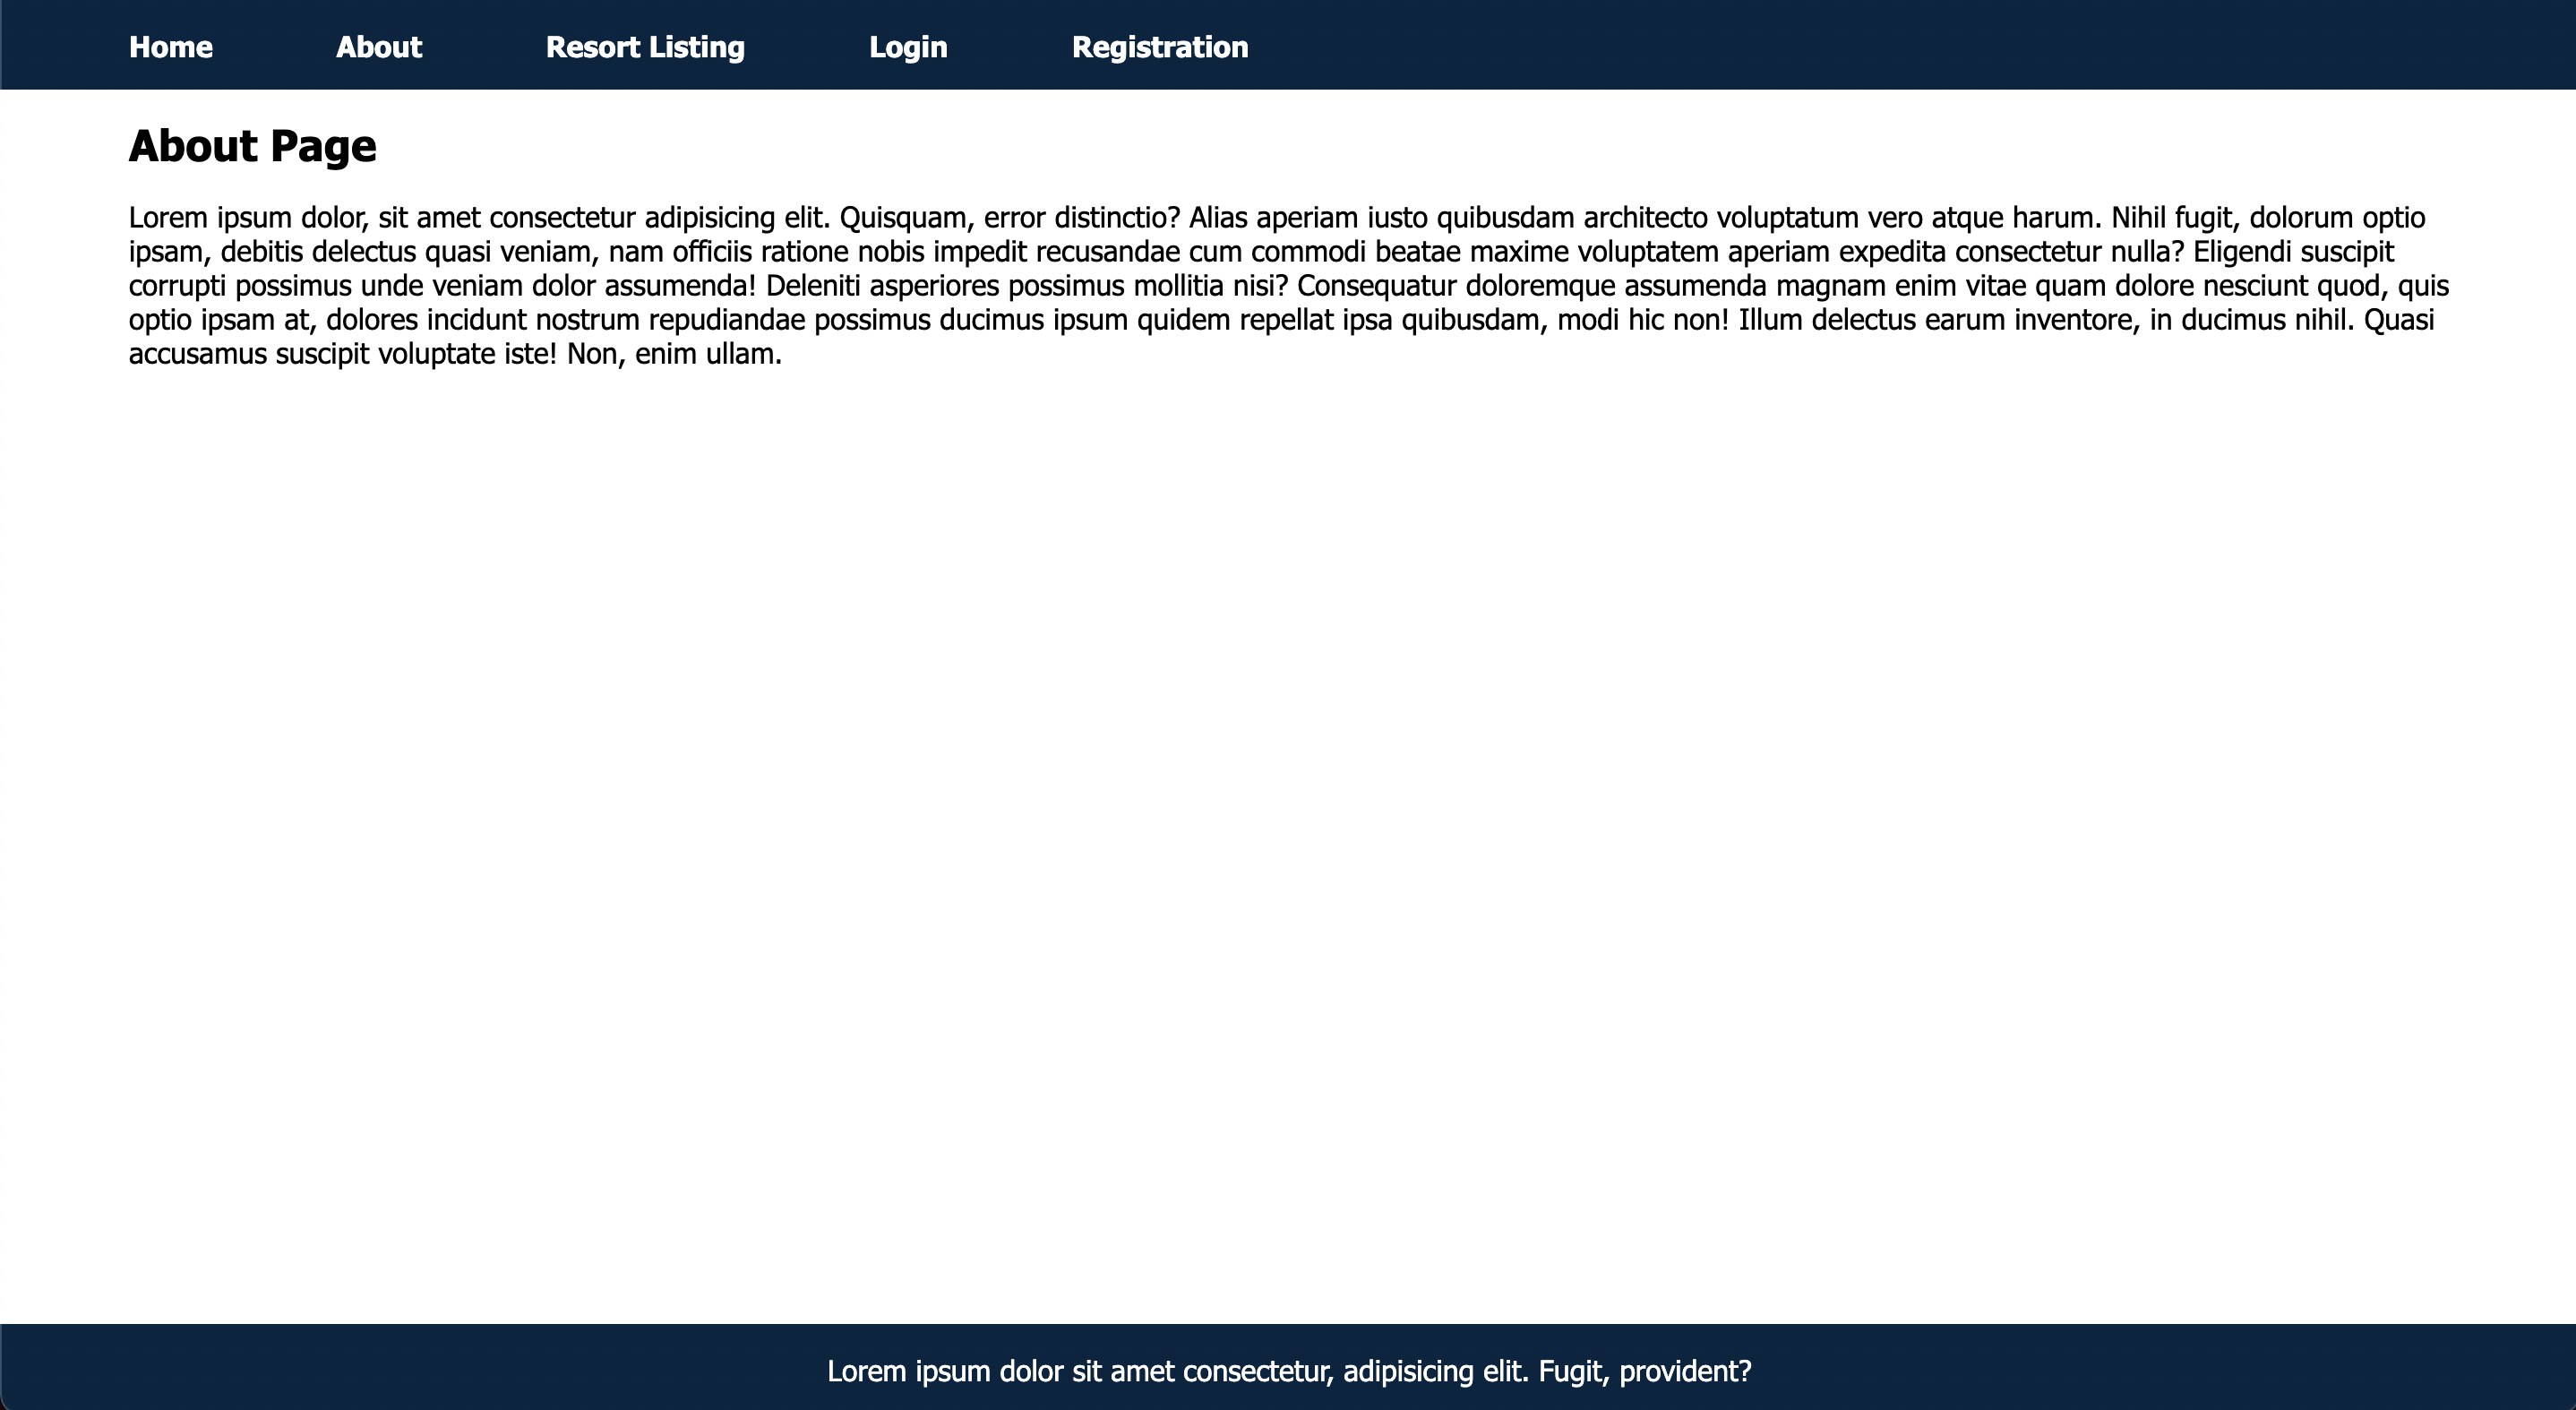 Home About Resort Listing Login Registration
About Page
Lorem ipsum dolor, sit amet consectetur adipisicing elit. Quisquam, error distinctio? Alias aperiam iusto quibusdam architecto voluptatum vero atque harum. Nihil fugit, dolorum optio
ipsam, debitis delectus quasi veniam, nam officiis ratione nobis impedit recusandae cum commodi beatae maxime voluptatem aperiam expedita consectetur nulla? Eligendi suscipit
corrupti possimus unde veniam dolor assumenda! Deleniti asperiores possimus mollitia nisi? Consequatur doloremque assumenda magnam enim vitae quam dolore nesciunt quod, quis
optio ipsam at, dolores incidunt nostrum repudiandae possimus ducimus ipsum quidem repellat ipsa quibusdam, modi hic non! Illum delectus earum inventore, in ducimus nihil. Quasi
accusamus suscipit voluptate iste! Non, enim ullam.
Lorem ipsum dolor sit amet consectetur, adipisicing elit. Fugit, provident?